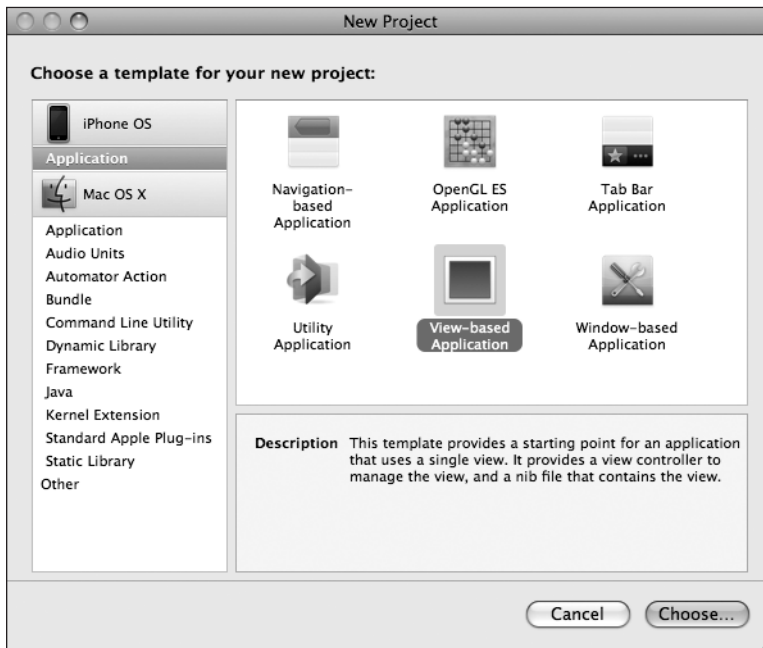 New Project
Choose a template for your new project:
iPhone OS
Application
Mac OS X
Application
Audio Units
Automator Action
Bundle
Command Line Utility
Dynamic Library
Framework
Java
Kernel Extension
Standard Apple Plug-ins
Static Library
Other
Navigation-
based
Application
OpenGL ES
Application
Tab Bar
Application
Utility
Application
View-based
Application
Window-based
Application
Description This template provides a starting point for an application
that uses a single view. It provides a view controller to
manage the view, and a nib file that contains the view.
Cancel
Choose...